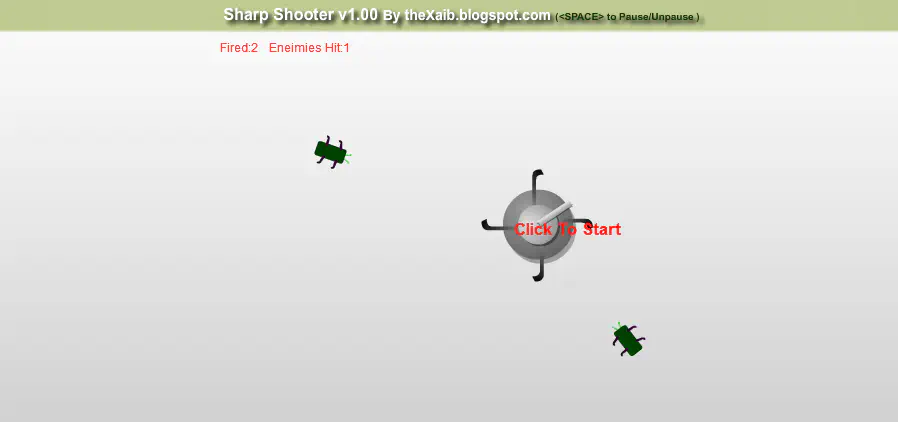 Sharp Shooter v1.00 By theXaib.blogspot.com (<SPACE> to Pause/Unpause )
Fired:2 Eneimies Hit:1
Click To Start